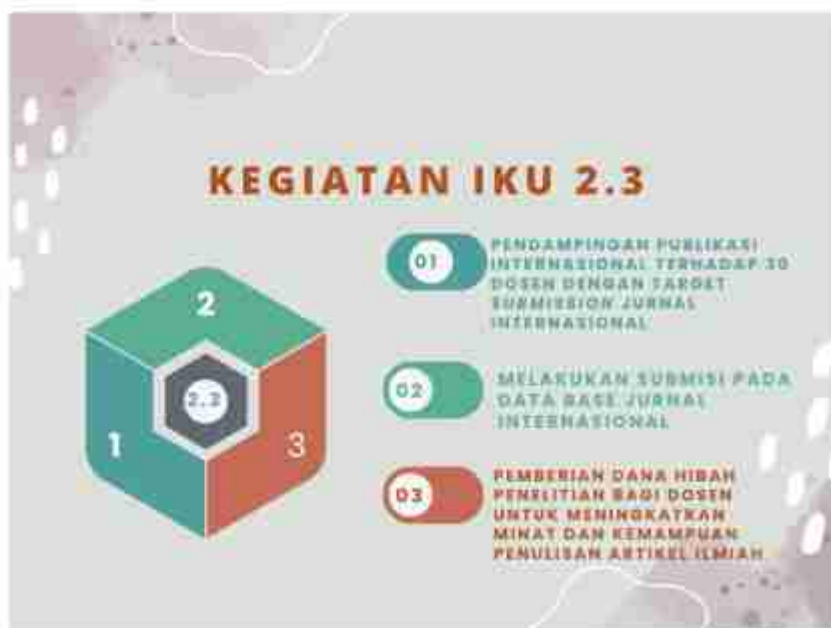 KEGIATAN IKU 2.3
2
1
3
01
PENDAMPINGAN PUBLIKASI
INTERNASIONAL TERHADAP 30
DOSEN DENGAN TARGET
SUBMISSION JURNAL
INTERNASIONAL
02
MELAKUKAN SUBMISI PADA
DATA BASE JURNAL
INTERNASIONAL
03
PEMBERIAN DANA HIBAH
PENELITIAN BAGI DOSEN
UNTUK MENINGKATKAN
MINAT DAN KEMAMPUAN
PENULISAN ARTIKEL ILMIAH